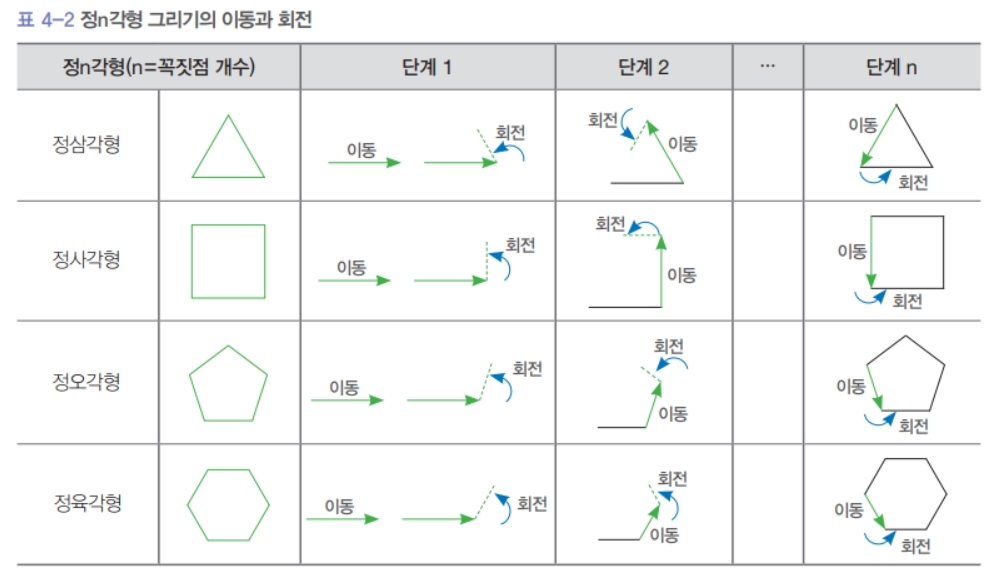 표 4-2 정n각형 그리기의 이동과 회전
정n각형(n=꼭짓점 개수) 단계 1 단계 2 ··· 단계 n
정삼각형 이동 회전 회전 이동 이동 회전
정사각형 이동 회전 회전 이동 이동 회전
정오각형 이동 회전 회전 이동 이동 회전
정육각형 이동 회전 회전 이동 이동 회전